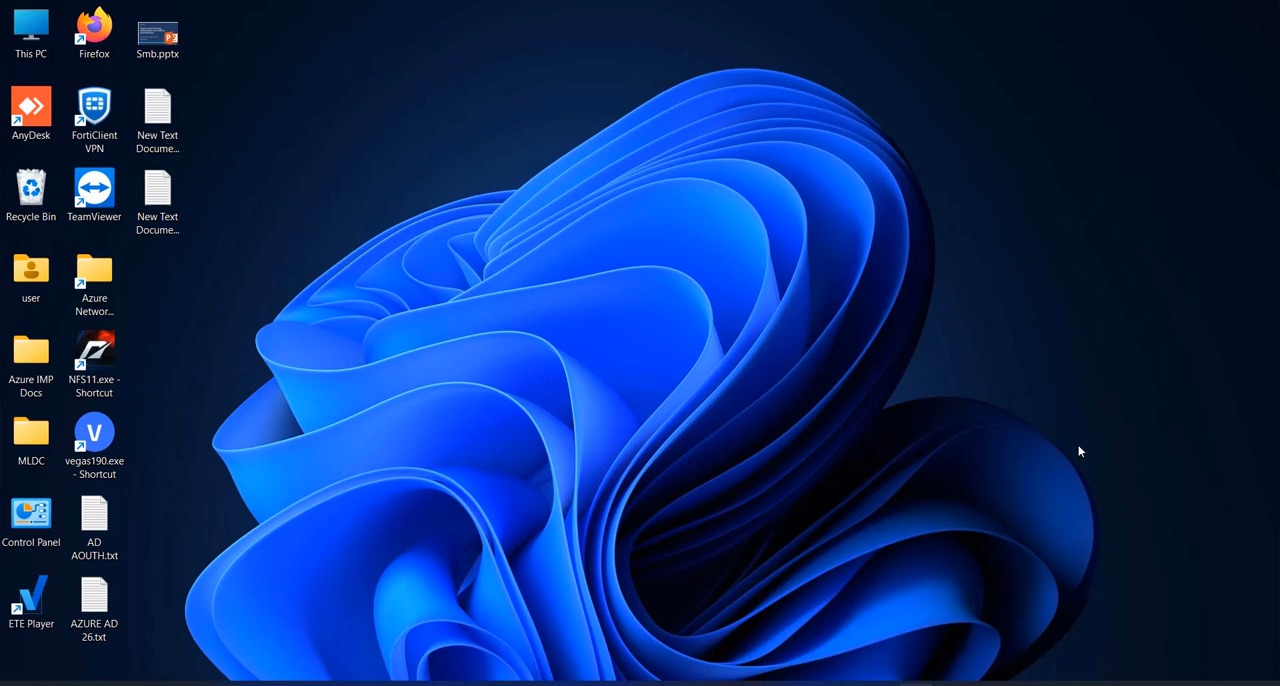 This PC
Firefox
Smb.pptx
AnyDesk
FortiClient
VPN
New Text
Docume...
Recycle Bin
TeamViewer
New Text
Docume...
user
Azure
Networ...
Azure IMP
Docs
NFS11.exe -
Shortcut
MLDC
V
vegas190.exe
- Shortcut
Control Panel
AD
AOUTH.txt
ETE Player
AZURE AD
26.txt